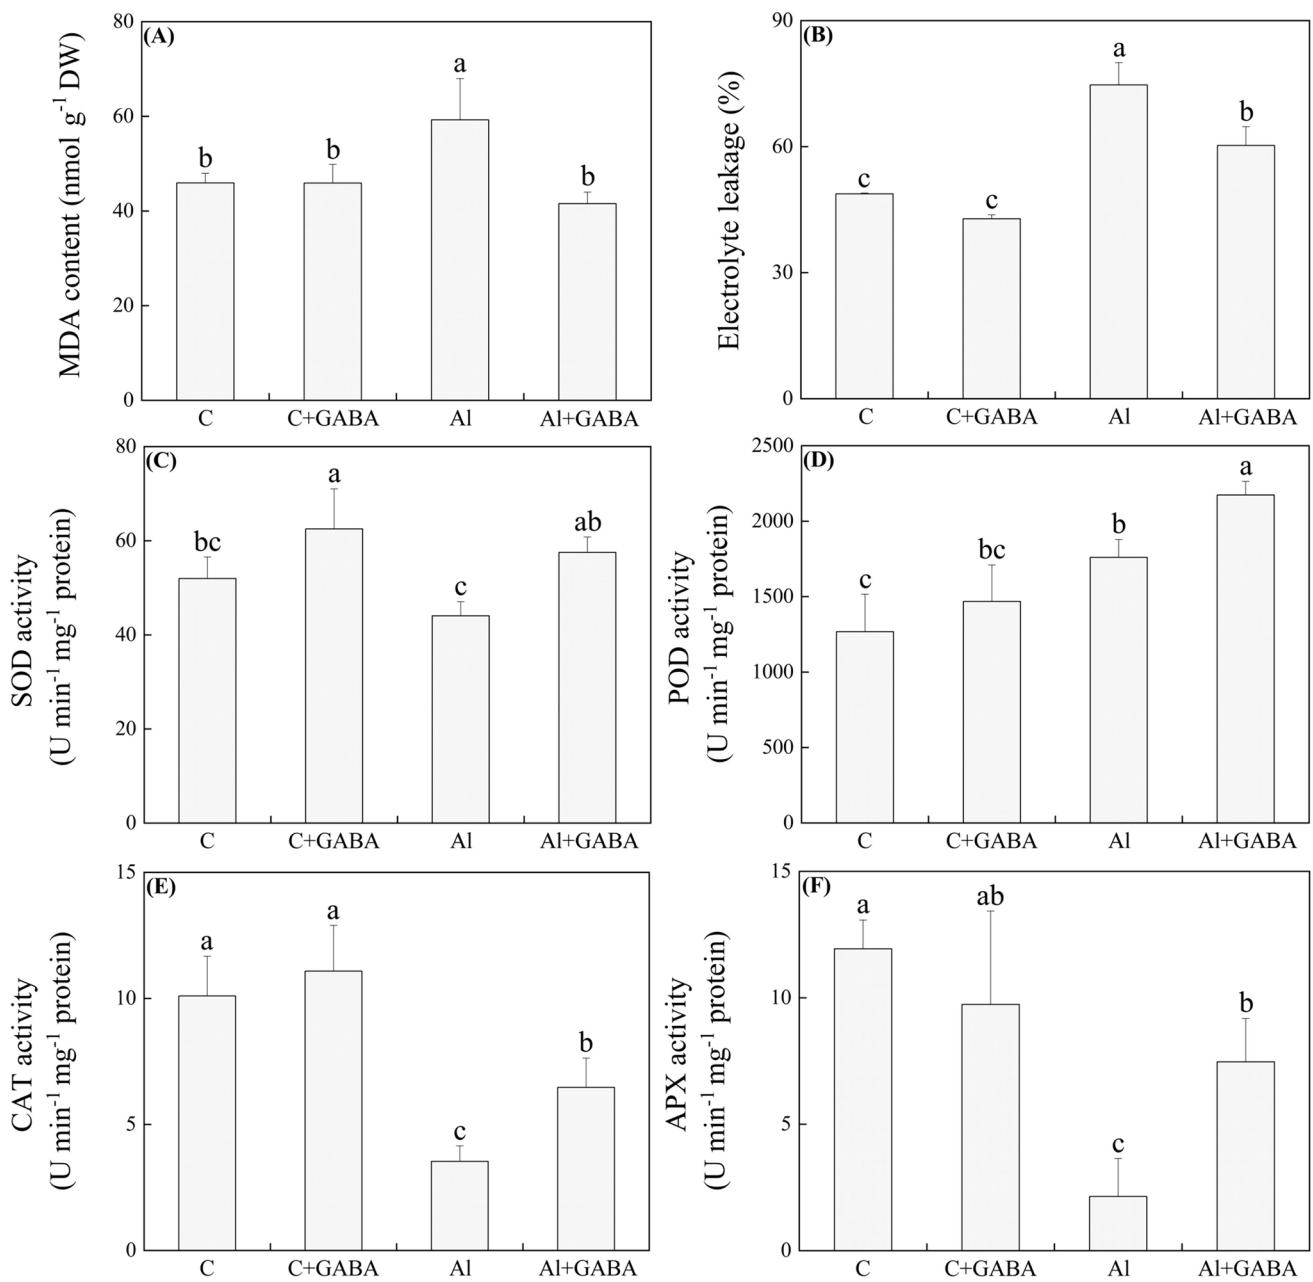 (A)
MDA content (nmol g⁻¹ DW)
80
60
40
20
0
b
b
a
b
C
C+GABA
Al
Al+GABA
(B)
Electrolyte leakage (%)
90
60
30
0
c
c
a
b
C
C+GABA
Al
Al+GABA
(C)
SOD activity
(U min⁻¹ mg⁻¹ protein)
80
60
40
20
0
bc
a
c
ab
C
C+GABA
Al
Al+GABA
(D)
POD activity
(U min⁻¹ mg⁻¹ protein)
2500
2000
1500
1000
500
0
c
bc
b
a
C
C+GABA
Al
Al+GABA
(E)
CAT activity
(U min⁻¹ mg⁻¹ protein)
15
10
5
0
a
a
c
b
C
C+GABA
Al
Al+GABA
(F)
APX activity
(U min⁻¹ mg⁻¹ protein)
15
10
5
0
a
ab
c
b
C
C+GABA
Al
Al+GABA